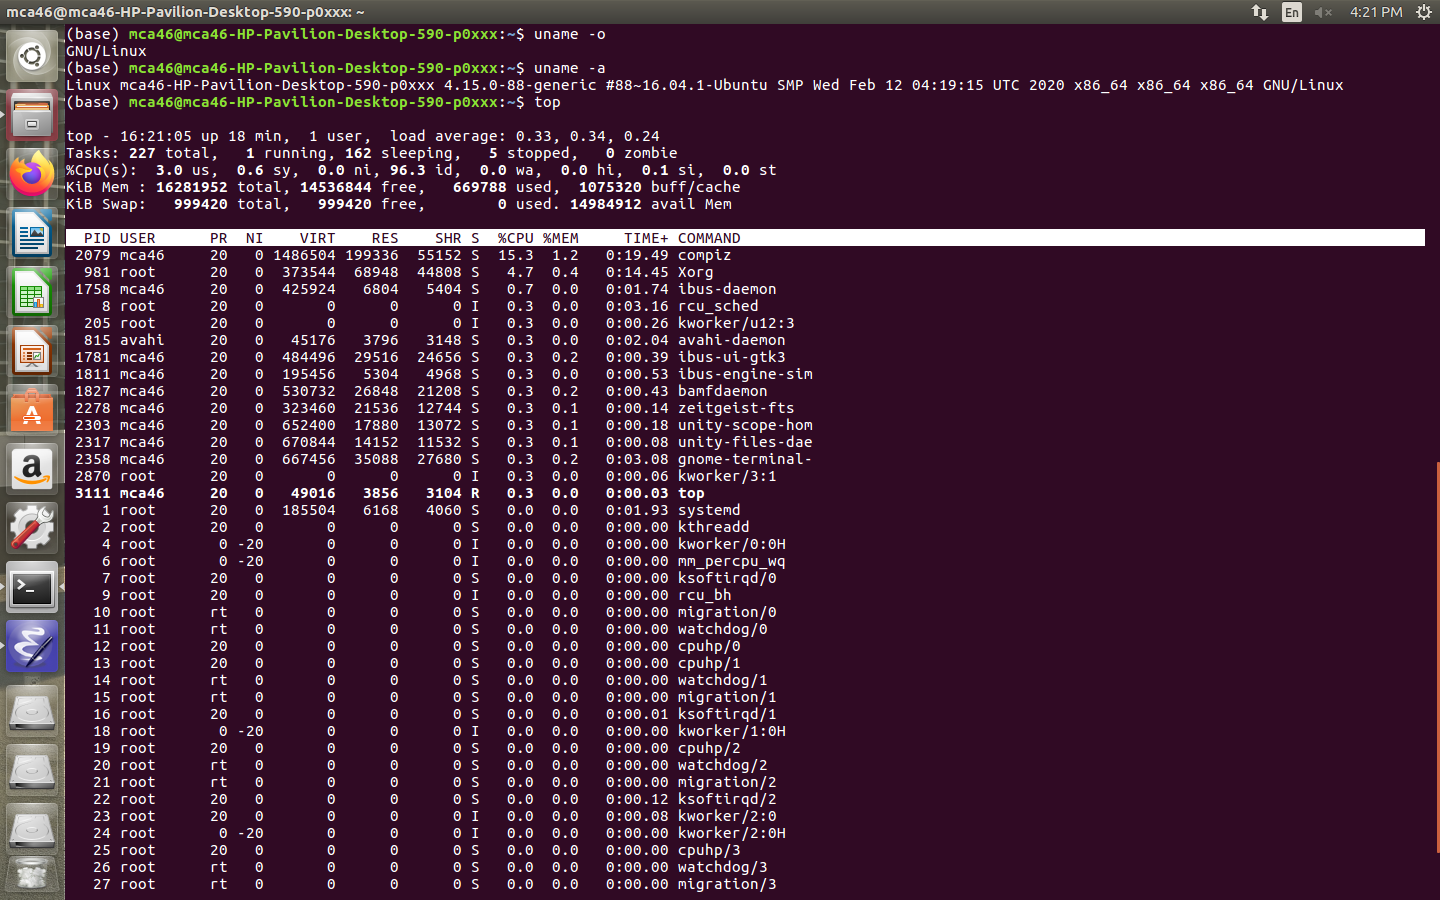 mca46@mca46-HP-Pavilion-Desktop-590-p0xxx: ~ En 4:21 PM
(base) mca46@mca46-HP-Pavilion-Desktop-590-p0xxx:~$ uname -o
GNU/Linux
(base) mca46@mca46-HP-Pavilion-Desktop-590-p0xxx:~$ uname -a
Linux mca46-HP-Pavilion-Desktop-590-p0xxx 4.15.0-88-generic #88~16.04.1-Ubuntu SMP Wed Feb 12 04:19:15 UTC 2020 x86_64 x86_64 x86_64 GNU/Linux
(base) mca46@mca46-HP-Pavilion-Desktop-590-p0xxx:~$ top
top - 16:21:05 up 18 min,  1 user,  load average: 0.33, 0.34, 0.24
Tasks: 227 total,   1 running, 162 sleeping,   5 stopped,   0 zombie
%Cpu(s):  3.0 us,  0.6 sy,  0.0 ni, 96.3 id,  0.0 wa,  0.0 hi,  0.1 si,  0.0 st
KiB Mem : 16281952 total, 14536844 free,   669788 used,  1075320 buff/cache
KiB Swap:   999420 total,   999420 free,        0 used. 14984912 avail Mem
PID USER PR NI VIRT RES SHR S %CPU %MEM TIME+ COMMAND
2079 mca46 20 0 1486504 199336 55152 S 15.3 1.2 0:19.49 compiz
981 root 20 0 373544 68948 44808 S 4.7 0.4 0:14.45 Xorg
1758 mca46 20 0 425924 6804 5404 S 0.7 0.0 0:01.74 ibus-daemon
8 root 20 0 0 0 0 I 0.3 0.0 0:03.16 rcu_sched
205 root 20 0 0 0 0 I 0.3 0.0 0:00.26 kworker/u12:3
815 avahi 20 0 45176 3796 3148 S 0.3 0.0 0:02.04 avahi-daemon
1781 mca46 20 0 484496 29516 24656 S 0.3 0.2 0:00.39 ibus-ui-gtk3
1811 mca46 20 0 195456 5304 4968 S 0.3 0.0 0:00.53 ibus-engine-sim
1827 mca46 20 0 530732 26848 21208 S 0.3 0.2 0:00.43 bamfdaemon
2278 mca46 20 0 323460 21536 12744 S 0.3 0.1 0:00.14 zeitgeist-fts
2303 mca46 20 0 652400 17880 13072 S 0.3 0.1 0:00.18 unity-scope-hom
2317 mca46 20 0 670844 14152 11532 S 0.3 0.1 0:00.08 unity-files-dae
2358 mca46 20 0 667456 35088 27680 S 0.3 0.2 0:03.08 gnome-terminal-
2870 root 20 0 0 0 0 I 0.3 0.0 0:00.06 kworker/3:1
3111 mca46 20 0 49016 3856 3104 R 0.3 0.0 0:00.03 top
1 root 20 0 185504 6168 4060 S 0.0 0.0 0:01.93 systemd
2 root 20 0 0 0 0 S 0.0 0.0 0:00.00 kthreadd
4 root 0 -20 0 0 0 I 0.0 0.0 0:00.00 kworker/0:0H
6 root 0 -20 0 0 0 I 0.0 0.0 0:00.00 mm_percpu_wq
7 root 20 0 0 0 0 S 0.0 0.0 0:00.00 ksoftirqd/0
9 root 20 0 0 0 0 I 0.0 0.0 0:00.00 rcu_bh
10 root rt 0 0 0 0 S 0.0 0.0 0:00.00 migration/0
11 root rt 0 0 0 0 S 0.0 0.0 0:00.00 watchdog/0
12 root 20 0 0 0 0 S 0.0 0.0 0:00.00 cpuhp/0
13 root 20 0 0 0 0 S 0.0 0.0 0:00.00 cpuhp/1
14 root rt 0 0 0 0 S 0.0 0.0 0:00.00 watchdog/1
15 root rt 0 0 0 0 S 0.0 0.0 0:00.00 migration/1
16 root 20 0 0 0 0 S 0.0 0.0 0:00.01 ksoftirqd/1
18 root 0 -20 0 0 0 I 0.0 0.0 0:00.00 kworker/1:0H
19 root 20 0 0 0 0 S 0.0 0.0 0:00.00 cpuhp/2
20 root rt 0 0 0 0 S 0.0 0.0 0:00.00 watchdog/2
21 root rt 0 0 0 0 S 0.0 0.0 0:00.00 migration/2
22 root 20 0 0 0 0 S 0.0 0.0 0:00.12 ksoftirqd/2
23 root 20 0 0 0 0 I 0.0 0.0 0:00.08 kworker/2:0
24 root 0 -20 0 0 0 I 0.0 0.0 0:00.00 kworker/2:0H
25 root 20 0 0 0 0 S 0.0 0.0 0:00.00 cpuhp/3
26 root rt 0 0 0 0 S 0.0 0.0 0:00.00 watchdog/3
27 root rt 0 0 0 0 S 0.0 0.0 0:00.00 migration/3